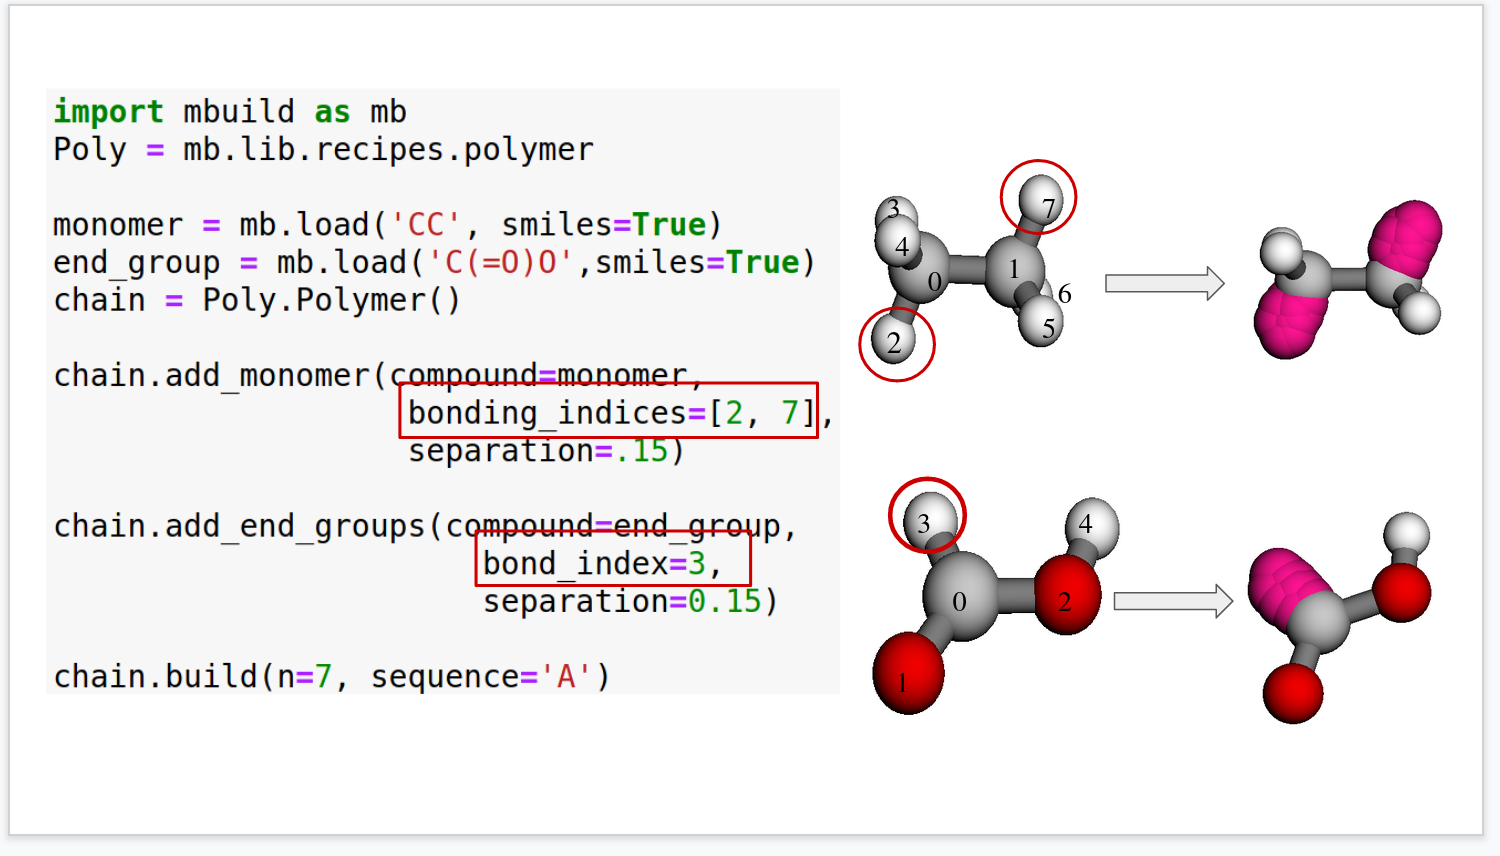 import mbuild as mb
Poly = mb.lib.recipes.polymer
monomer = mb.load('CC', smiles=True)
end_group = mb.load('C(=O)O',smiles=True)
chain = Poly.Polymer()
chain.add_monomer(compound=monomer,
bonding_indices=[2, 7],
separation=.15)
chain.add_end_groups(compound=end_group,
bond_index=3,
separation=0.15)
chain.build(n=7, sequence='A')
7
3
4
1
0
6
5
2
3
4
0
2
1